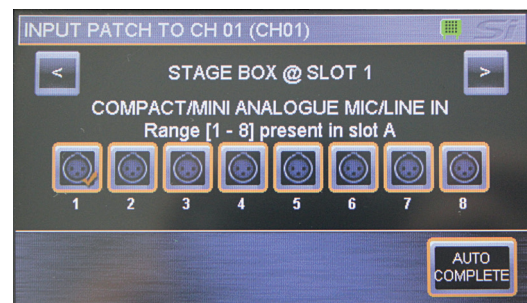 INPUT PATCH TO CH 01 (CH01)
Si
<
STAGE BOX @ SLOT 1
>
COMPACT/MINI ANALOGUE MIC/LINE IN
Range [1 - 8] present in slot A
1 2 3 4 5 6 7 8
AUTO
COMPLETE